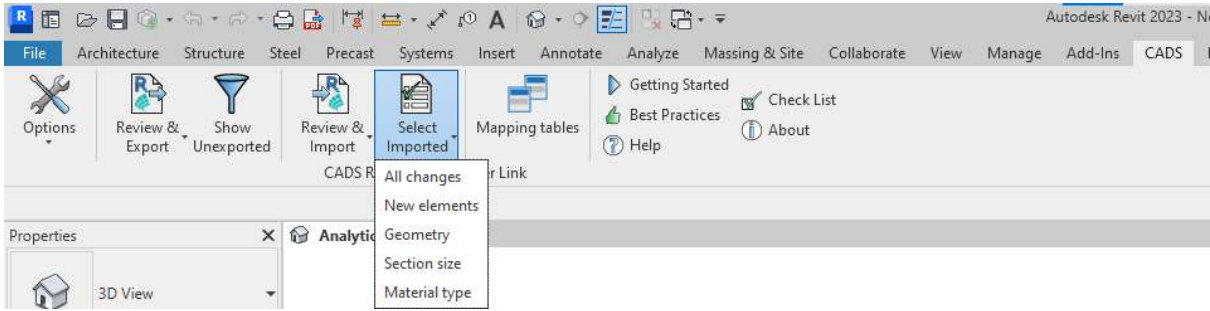 R
A
Autodesk Revit 2023 - No
File Architecture Structure Steel Precast Systems Insert Annotate Analyze Massing & Site Collaborate View Manage Add-Ins CADS
Options
Review &
Export
Show
Unexported
Review &
Import
Select
Imported
Mapping tables
Getting Started
Best Practices
Help
Check List
About
CADS R
r Link
All changes
New elements
Geometry
Section size
Material type
Properties X
Analytic
3D View